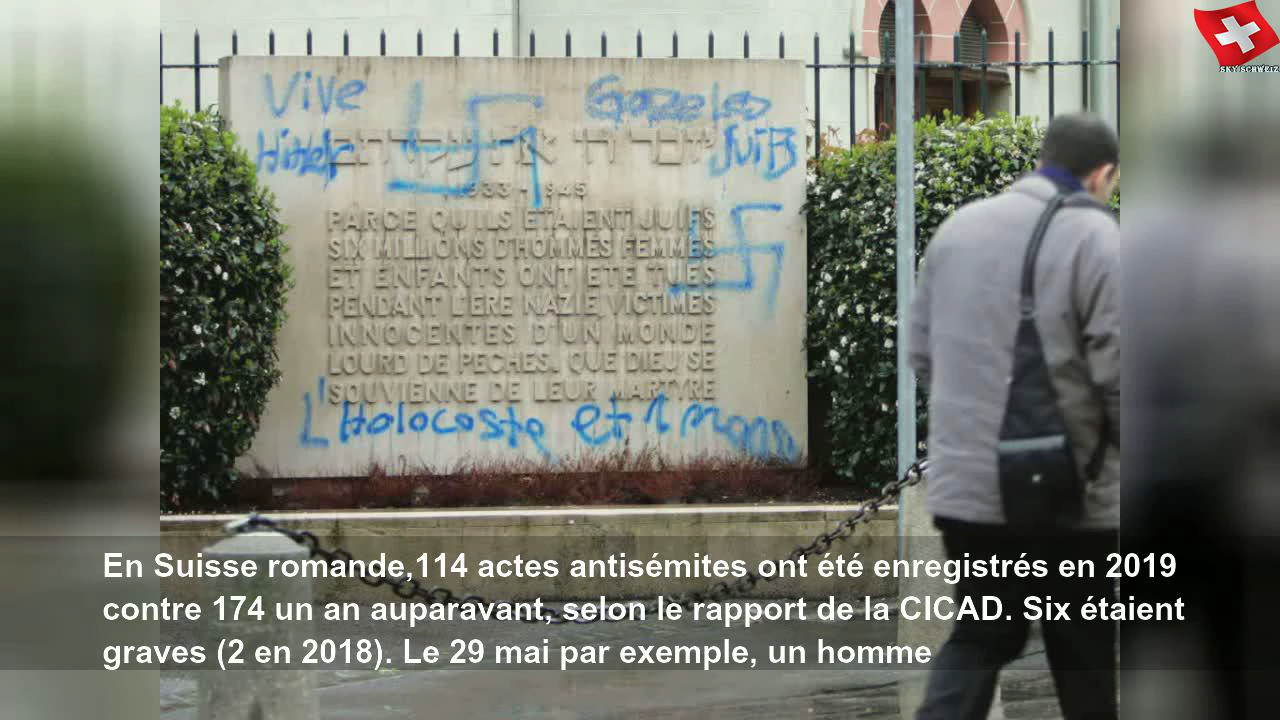 SKY SCHWEIZ
Vive
Hitler
Juifs
1933 - 1945
PARCE QU'ILS ETAIENT JUIFS
SIX MILLIONS D'HOMMES FEMMES
ET ENFANTS ONT ETE TUES
PENDANT L'ERE NAZIE, VICTIMES
INNOCENTES D'UN MONDE
LOURD DE PECHES. QUE DIEU SE
SOUVIENNE DE LEUR MARTYRE
L'Holocoste et 1
En Suisse romande,114 actes antisémites ont été enregistrés en 2019
contre 174 un an auparavant, selon le rapport de la CICAD. Six étaient
graves (2 en 2018). Le 29 mai par exemple, un homme